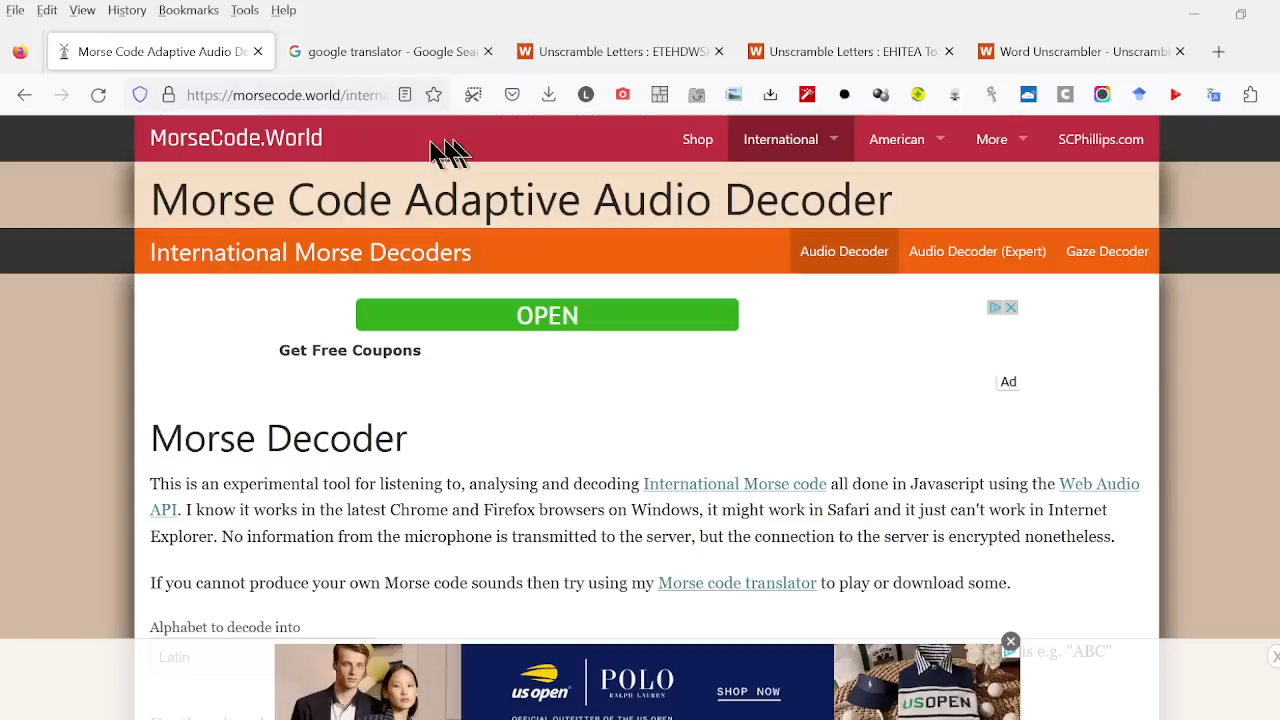 File Edit View History Bookmarks Tools Help
Morse Code Adaptive Audio De
google translator - Google Sea
Unscramble Letters : ETEHDWS
Unscramble Letters : EHITEA To
Word Unscrambler - Unscrambl
https://morsecode.world/interna
MorseCode.World
Shop International American More SCPhillips.com
Morse Code Adaptive Audio Decoder
International Morse Decoders
Audio Decoder Audio Decoder (Expert) Gaze Decoder
OPEN
Get Free Coupons
Ad
Morse Decoder
This is an experimental tool for listening to, analysing and decoding International Morse code all done in Javascript using the Web Audio
API. I know it works in the latest Chrome and Firefox browsers on Windows, it might work in Safari and it just can't work in Internet
Explorer. No information from the microphone is transmitted to the server, but the connection to the server is encrypted nonetheless.
If you cannot produce your own Morse code sounds then try using my Morse code translator to play or download some.
Alphabet to decode into
Latin
is e.g. "ABC"
us open
POLO
RALPH LAUREN
SHOP NOW
OFFICIAL OUTFITTER OF THE US OPEN
US OPEN